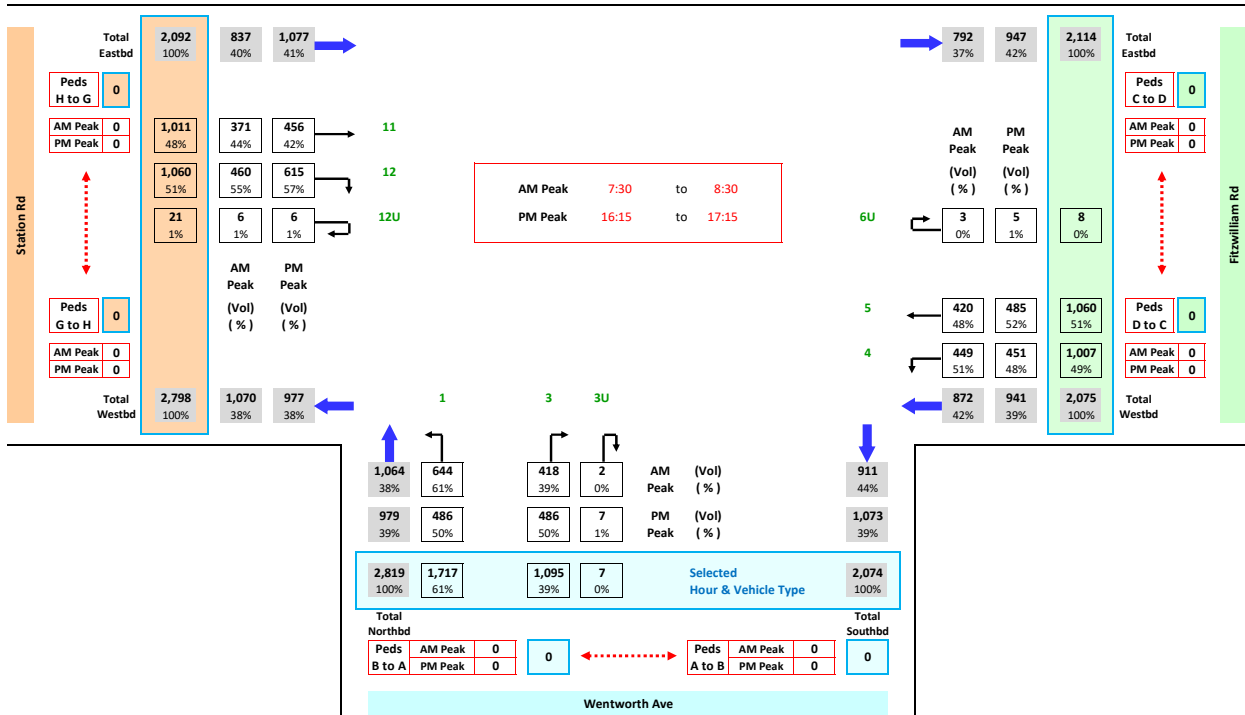 Station Rd
Total
Eastbd
2,092
100%
837
40%
1,077
41%
Peds
H to G
0
AM Peak 0
PM Peak 0
1,011
48%
371
44%
456
42%
11
1,060
51%
460
55%
615
57%
12
21
1%
6
1%
6
1%
12U
AM
Peak
(Vol)
( % )
PM
Peak
(Vol)
( % )
Peds
G to H
0
AM Peak 0
PM Peak 0
Total
Westbd
2,798
100%
1,070
38%
977
38%
AM Peak 7:30 to 8:30
PM Peak 16:15 to 17:15
792
37%
947
42%
2,114
100%
Total
Eastbd
Peds
C to D
0
AM Peak 0
PM Peak 0
AM
Peak
(Vol)
( % )
PM
Peak
(Vol)
( % )
6U
3
0%
5
1%
8
0%
5
420
48%
485
52%
1,060
51%
4
449
51%
451
48%
1,007
49%
Peds
D to C
0
AM Peak 0
PM Peak 0
872
42%
941
39%
2,075
100%
Total
Westbd
Fitzwilliam Rd
1 3 3U
1,064
38%
644
61%
418
39%
2
0%
AM (Vol)
Peak ( % )
911
44%
979
39%
486
50%
486
50%
7
1%
PM (Vol)
Peak ( % )
1,073
39%
2,819
100%
1,717
61%
1,095
39%
7
0%
Selected
Hour & Vehicle Type
2,074
100%
Total
Northbd
Total
Southbd
Peds
B to A
AM Peak 0
PM Peak 0
0
Peds
A to B
AM Peak 0
PM Peak 0
0
Wentworth Ave